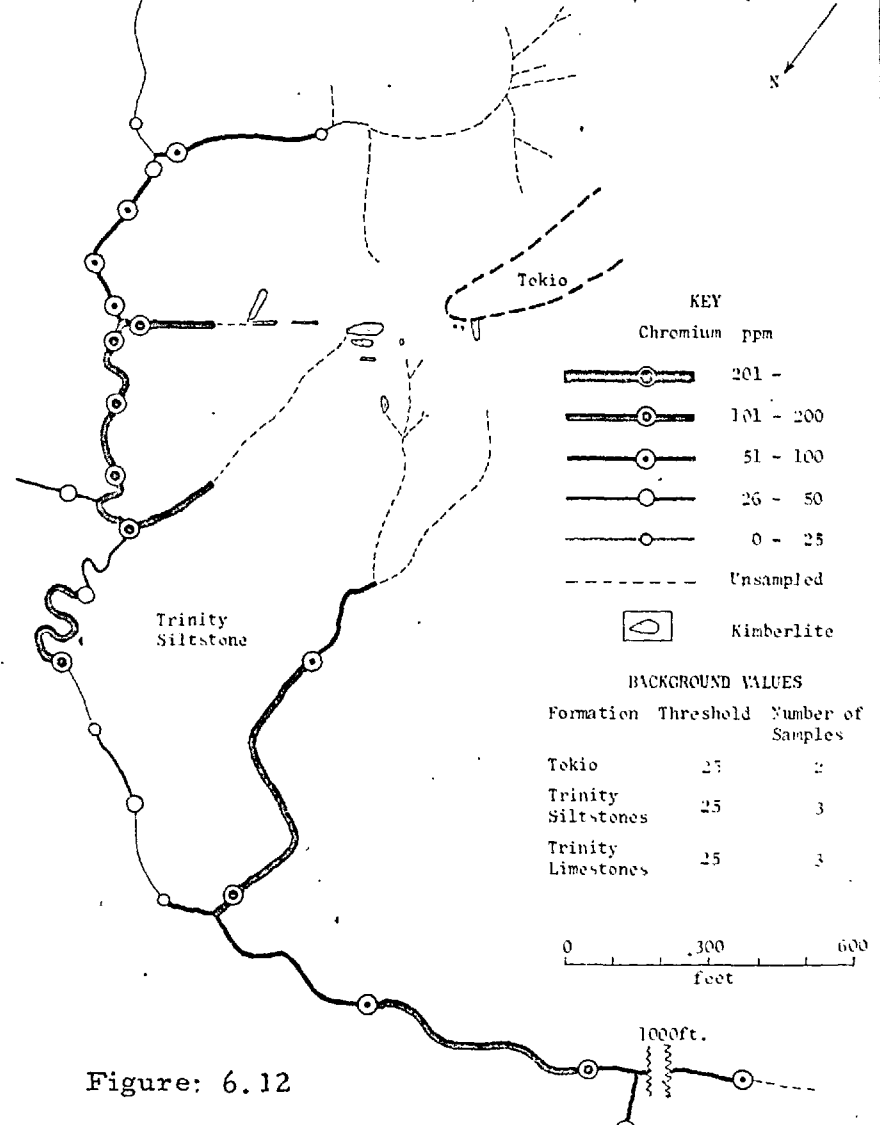 N
Tokio
KEY
Chromium ppm
201 -
101 - 200
51 - 100
26 - 50
0 - 25
Unsampled
Kimberlite
Trinity
Siltstone
BACKGROUND VALUES
Formation Threshold Number of
Samples
Tokio 25 2
Trinity
Siltstones 25 3
Trinity
Limestones 25 3
0 300 600
feet
1000ft.
Figure: 6.12